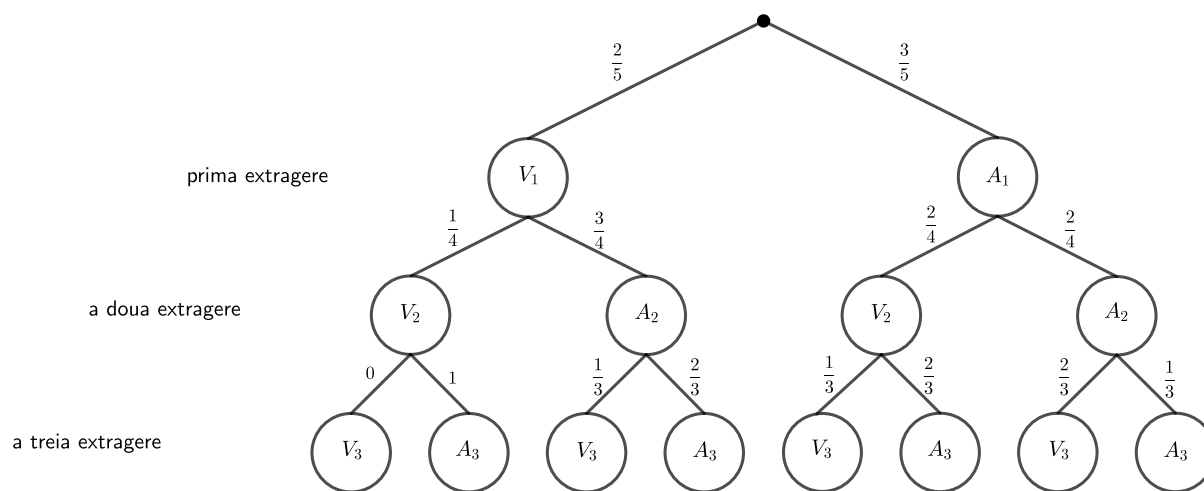 2/5 3/5
prima extragere V₁ A₁
1/4 3/4 2/4 2/4
a doua extragere V₂ A₂ V₂ A₂
0 1 1/3 2/3 1/3 2/3 2/3 1/3
a treia extragere V₃ A₃ V₃ A₃ V₃ A₃ V₃ A₃